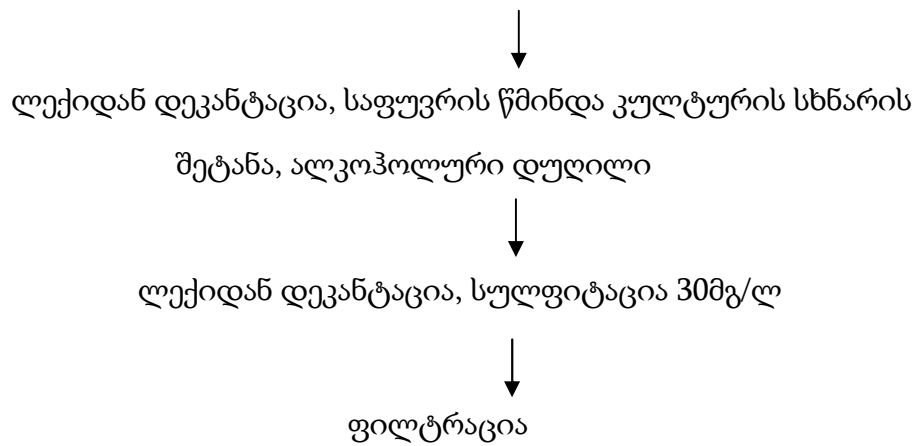 ლექიდან დეკანტაცია, საფუვრის წმინდა კულტურის სხნარის
შეტანა, ალკოჰოლური დუღილი
ლექიდან დეკანტაცია, სულფიტაცია 30მგ/ლ
ფილტრაცია